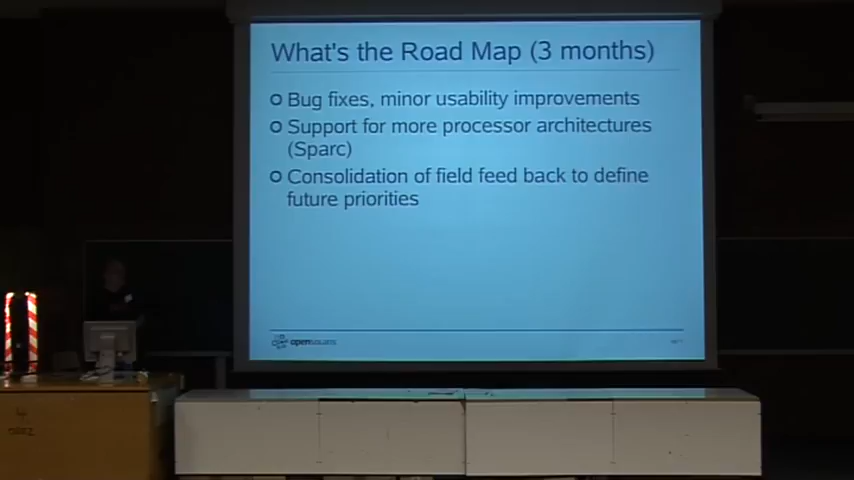 What's the Road Map (3 months)
Bug fixes, minor usability improvements
Support for more processor architectures
(Sparc)
Consolidation of field feed back to define
future priorities